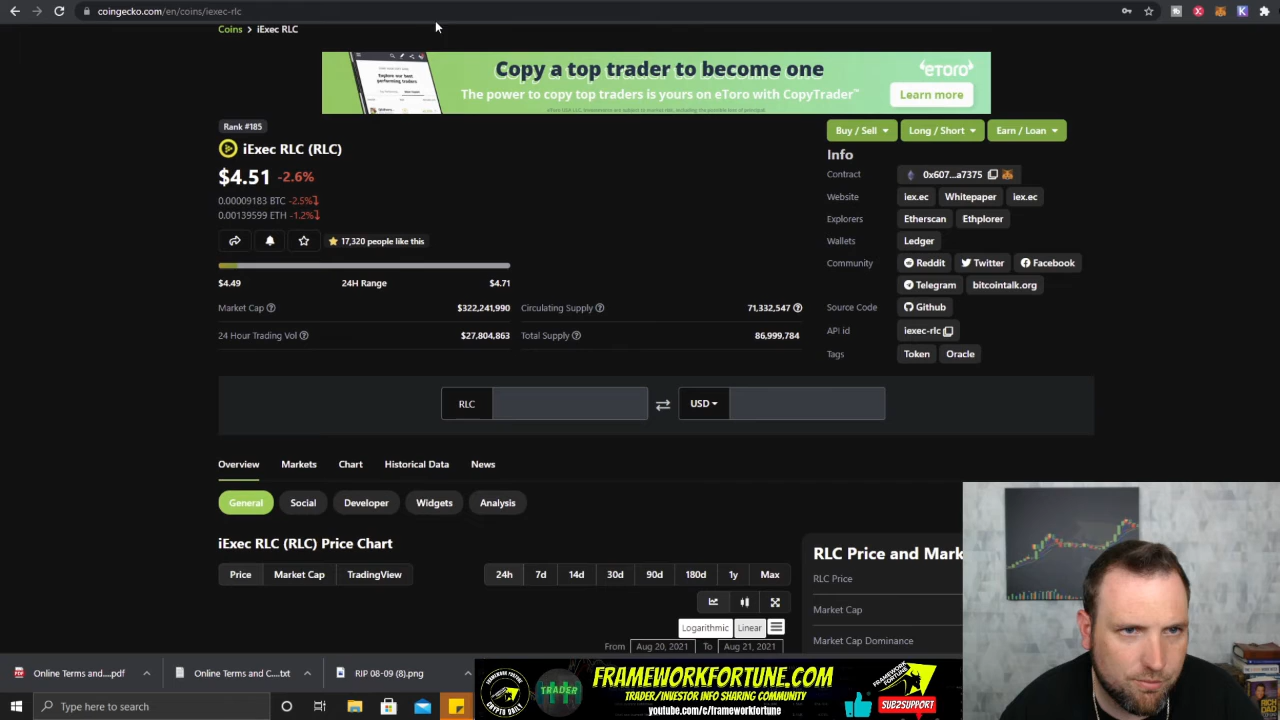 coingecko.com/en/coins/iexec-rlc
Coins > iExec RLC
Copy a top trader to become one
The power to copy top traders is yours on eToro with CopyTrader™
eToro
Learn more
Rank #185
iExec RLC (RLC)
$4.51 -2.6%
0.00009183 BTC -2.5%
0.00139599 ETH -1.2%
17,320 people like this
$4.49 24H Range $4.71
Market Cap $322,241,990 Circulating Supply 71,332,547
24 Hour Trading Vol $27,804,863 Total Supply 86,999,784
Buy / Sell Long / Short Earn / Loan
Info
Contract 0x607...a7375
Website iex.ec Whitepaper iex.ec
Explorers Etherscan Ethplorer
Wallets Ledger
Community Reddit Twitter Facebook
Telegram bitcointalk.org
Source Code Github
API id iexec-rlc
Tags Token Oracle
RLC USD
Overview Markets Chart Historical Data News
General Social Developer Widgets Analysis
iExec RLC (RLC) Price Chart
Price Market Cap TradingView
24h 7d 14d 30d 90d 180d 1y Max
Logarithmic Linear
From Aug 20, 2021 To Aug 21, 2021
RLC Price and Mark
RLC Price
Market Cap
Market Cap Dominance
Online Terms and....pdf
Online Terms and C....txt
RIP 08-09 (8).png
Type here to search
FRAMEWORK FORTUNE
CRYPTO DAILY
TRADER
FRAMEWORKFORTUNE.COM
TRADER/INVESTOR INFO SHARING COMMUNITY
youtube.com/c/frameworkfortune
SUB2SUPPORT
RICH DAD